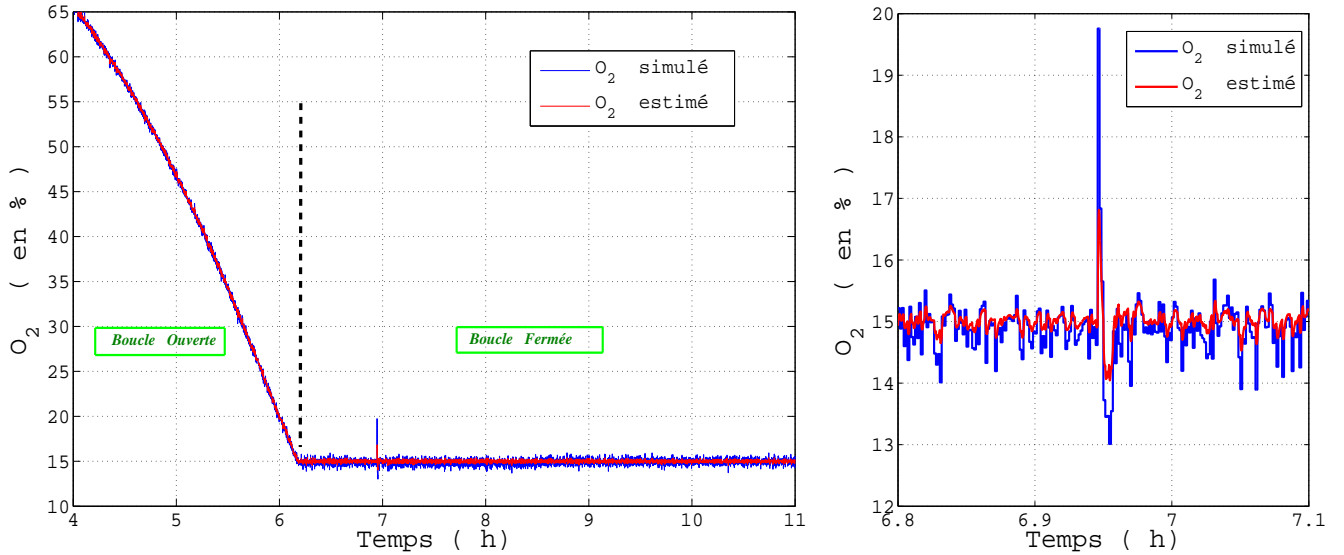 65
60
55
50
45
40
35
30
25
20
15
10
O2 ( en % )
4 5 6 7 8 9 10 11
Temps ( h)
O2 simulé
O2 estimé
Boucle Ouverte
Boucle Fermée
20
19
18
17
16
15
14
13
12
O2 ( en % )
6.8 6.9 7 7.1
Temps ( h)
O2 simulé
O2 estimé